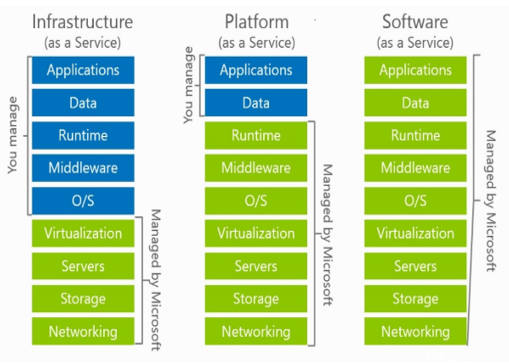 Infrastructure
(as a Service)
You manage
Applications
Data
Runtime
Middleware
O/S
Virtualization
Servers
Storage
Networking
Managed by Microsoft
Platform
(as a Service)
You manage
Applications
Data
Runtime
Middleware
O/S
Virtualization
Servers
Storage
Networking
Managed by Microsoft
Software
(as a Service)
Applications
Data
Runtime
Middleware
O/S
Virtualization
Servers
Storage
Networking
Managed by Microsoft